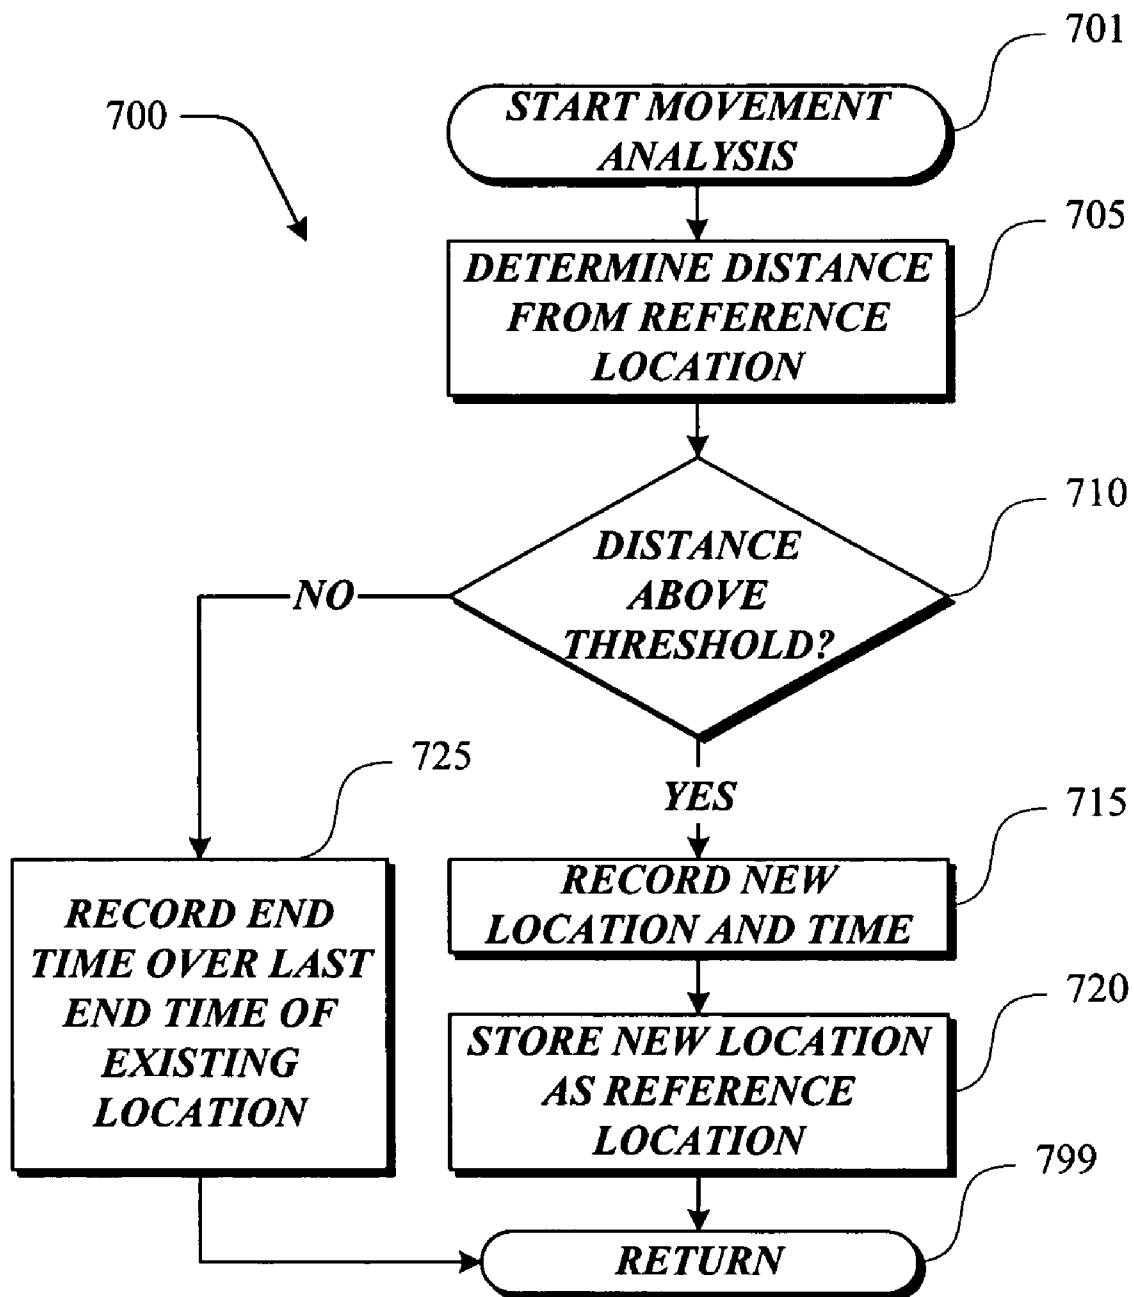 701
START MOVEMENT
ANALYSIS
700
705
DETERMINE DISTANCE
FROM REFERENCE
LOCATION
710
DISTANCE
ABOVE
THRESHOLD?
NO
YES
725
RECORD END
TIME OVER LAST
END TIME OF
EXISTING
LOCATION
715
RECORD NEW
LOCATION AND TIME
720
STORE NEW LOCATION
AS REFERENCE
LOCATION
799
RETURN